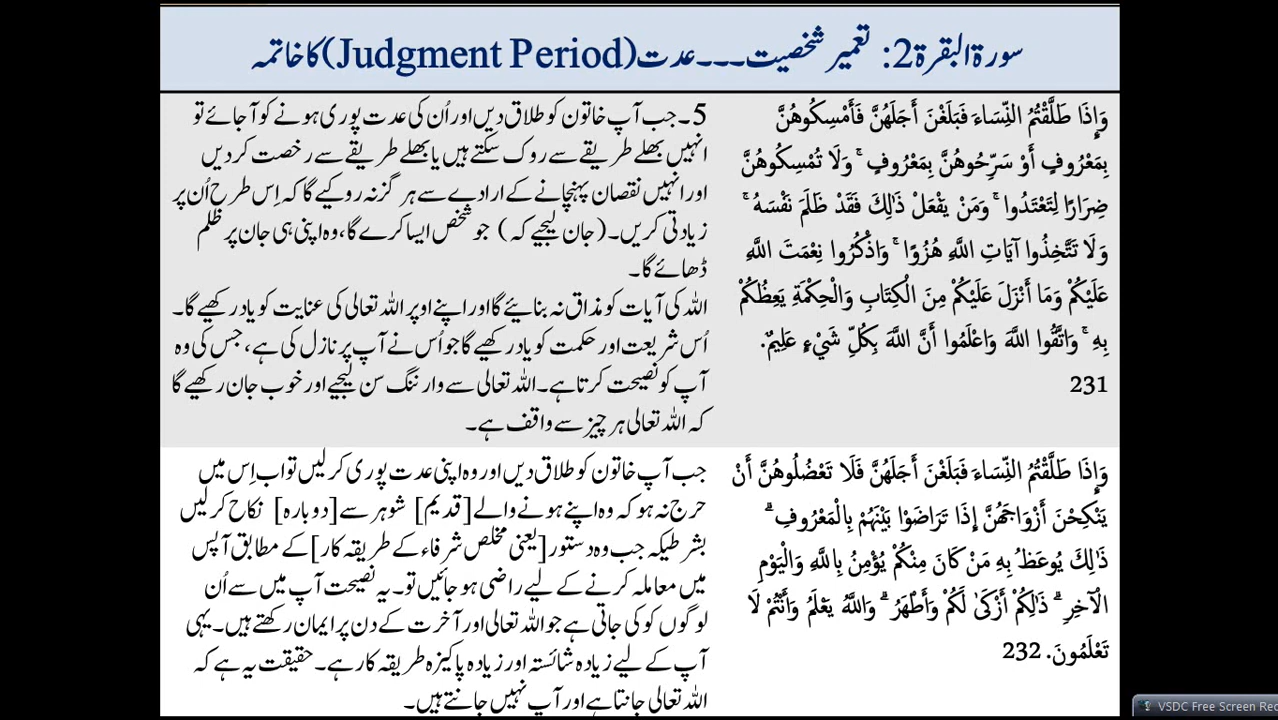 سورۃ البقرۃ 2: تعمیر شخصیت۔۔۔عدت (Judgment Period) کا خاتمہ
وَإِذَا طَلَّقْتُمُ النِّسَاءَ فَبَلَغْنَ أَجَلَهُنَّ فَأَمْسِكُوهُنَّ
بِمَعْرُوفٍ أَوْ سَرِّحُوهُنَّ بِمَعْرُوفٍ ۚ وَلَا تُمْسِكُوهُنَّ
ضِرَارًا لِتَعْتَدُوا ۚ وَمَنْ يَفْعَلْ ذَٰلِكَ فَقَدْ ظَلَمَ نَفْسَهُ ۚ
وَلَا تَتَّخِذُوا آيَاتِ اللَّهِ هُزُوًا ۚ وَاذْكُرُوا نِعْمَتَ اللَّهِ
عَلَيْكُمْ وَمَا أَنْزَلَ عَلَيْكُمْ مِنَ الْكِتَابِ وَالْحِكْمَةِ يَعِظُكُمْ
بِهِ ۚ وَاتَّقُوا اللَّهَ وَاعْلَمُوا أَنَّ اللَّهَ بِكُلِّ شَيْءٍ عَلِيمٌ.
231
5۔جب آپ خاتون کو طلاق دیں اور اُن کی عدت پوری ہونے کو آ جائے تو
انہیں بھلے طریقے سے روک سکتے ہیں یا بھلے طریقے سے رخصت کر دیں
اور انہیں نقصان پہنچانے کے ارادے سے ہر گز نہ روکیے گا کہ اِس طرح اُن پر
زیادتی کریں۔ (جان لیجیے کہ) جو شخص ایسا کرے گا، وہ اپنی ہی جان پر ظلم
ڈھائے گا۔
اللہ کی آیات کو مذاق نہ بنایئے گا اور اپنے اوپر اللہ تعالی کی عنایت کو یاد رکھیے گا۔
اُس شریعت اور حکمت کو یاد رکھیے گا جو اُس نے آپ پر نازل کی ہے، جس کی وہ
آپ کو نصیحت کرتا ہے۔ اللہ تعالی سے وارننگ سن لیجیے اور خوب جان رکھیے گا
کہ اللہ تعالی ہر چیز سے واقف ہے۔
وَإِذَا طَلَّقْتُمُ النِّسَاءَ فَبَلَغْنَ أَجَلَهُنَّ فَلَا تَعْضُلُوهُنَّ أَنْ
يَنْكِحْنَ أَزْوَاجَهُنَّ إِذَا تَرَاضَوْا بَيْنَهُمْ بِالْمَعْرُوفِ ۗ
ذَٰلِكَ يُوعَظُ بِهِ مَنْ كَانَ مِنْكُمْ يُؤْمِنُ بِاللَّهِ وَالْيَوْمِ
الْآخِرِ ۗ ذَٰلِكُمْ أَزْكَىٰ لَكُمْ وَأَطْهَرُ ۗ وَاللَّهُ يَعْلَمُ وَأَنْتُمْ لَا
تَعْلَمُونَ. 232
جب آپ خاتون کو طلاق دیں اور وہ اپنی عدت پوری کر لیں تو اب اِس میں
حرج نہ ہو کہ وہ اپنے ہونے والے [قدیم] شوہر سے [دوبارہ] نکاح کر لیں
بشرطیکہ جب وہ دستور [یعنی مخلص شرفاء کے طریقہ کار] کے مطابق آپس
میں معاملہ کرنے کے لیے راضی ہو جائیں تو۔ یہ نصیحت آپ میں سے اُن
لوگوں کو کی جاتی ہے جو اللہ تعالی اور آخرت کے دن پر ایمان رکھتے ہیں۔ یہی
آپ کے لیے زیادہ شائستہ اور زیادہ پاکیزہ طریقہ کار ہے۔ حقیقت یہ ہے کہ
اللہ تعالی جانتا ہے اور آپ نہیں جانتے ہیں۔
VSDC Free Screen Rec